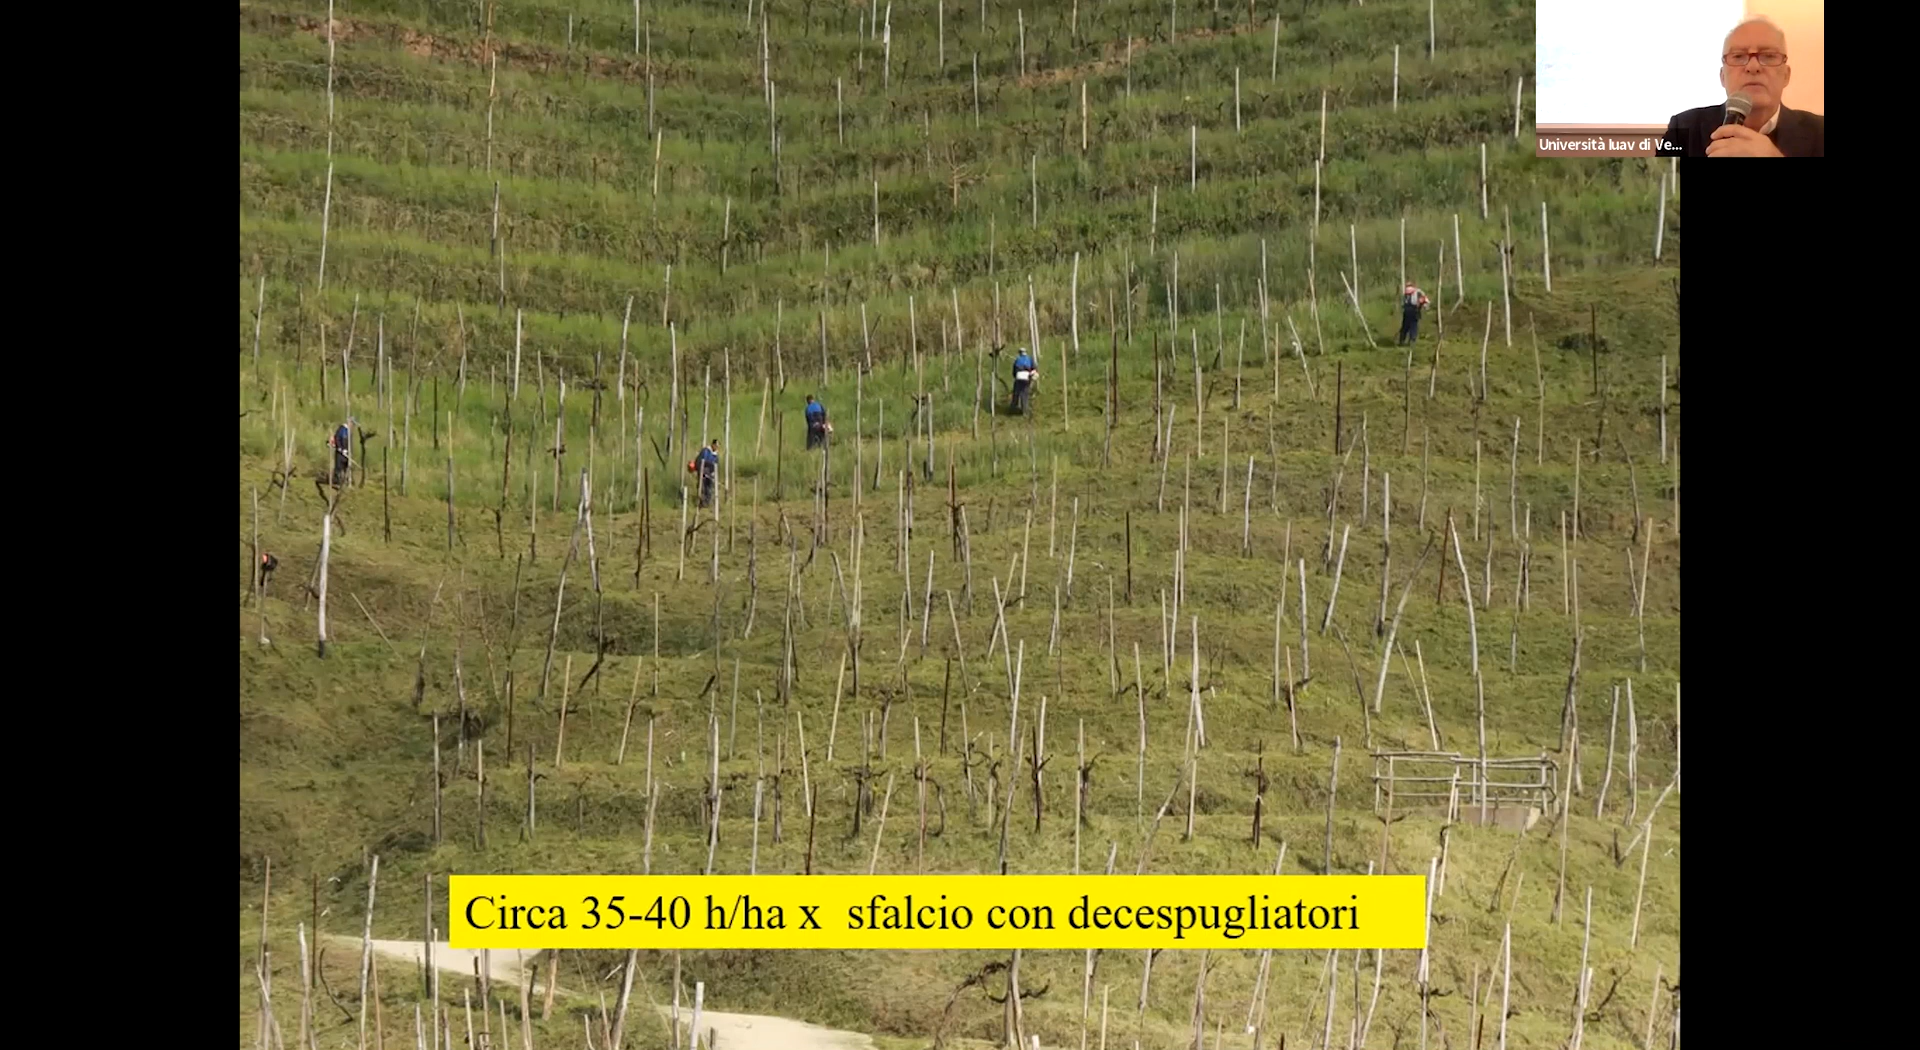 Università Iuav di Ve...
Circa 35-40 h/ha x sfalcio con decespugliatori